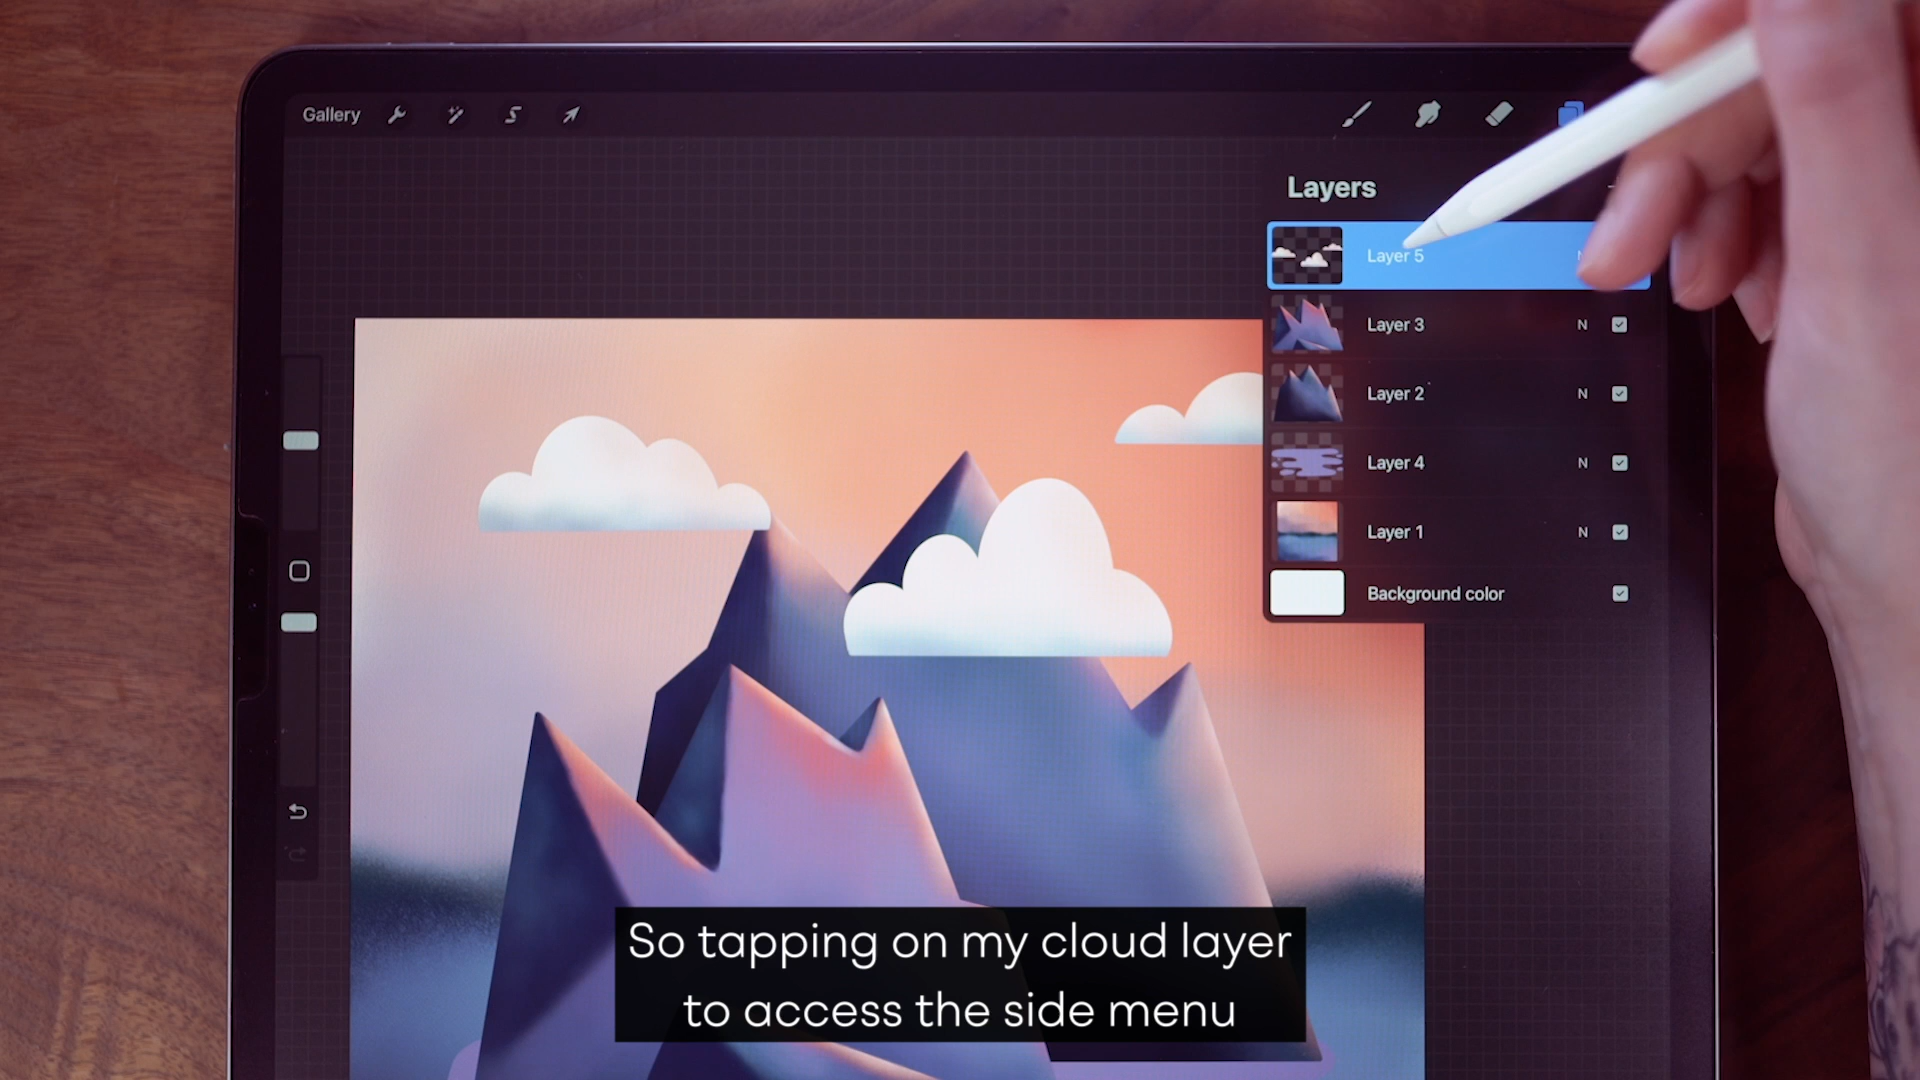 Gallery
Layers
Layer 5
Layer 3 N
Layer 2 N
Layer 4 N
Layer 1 N
Background color
So tapping on my cloud layer
to access the side menu